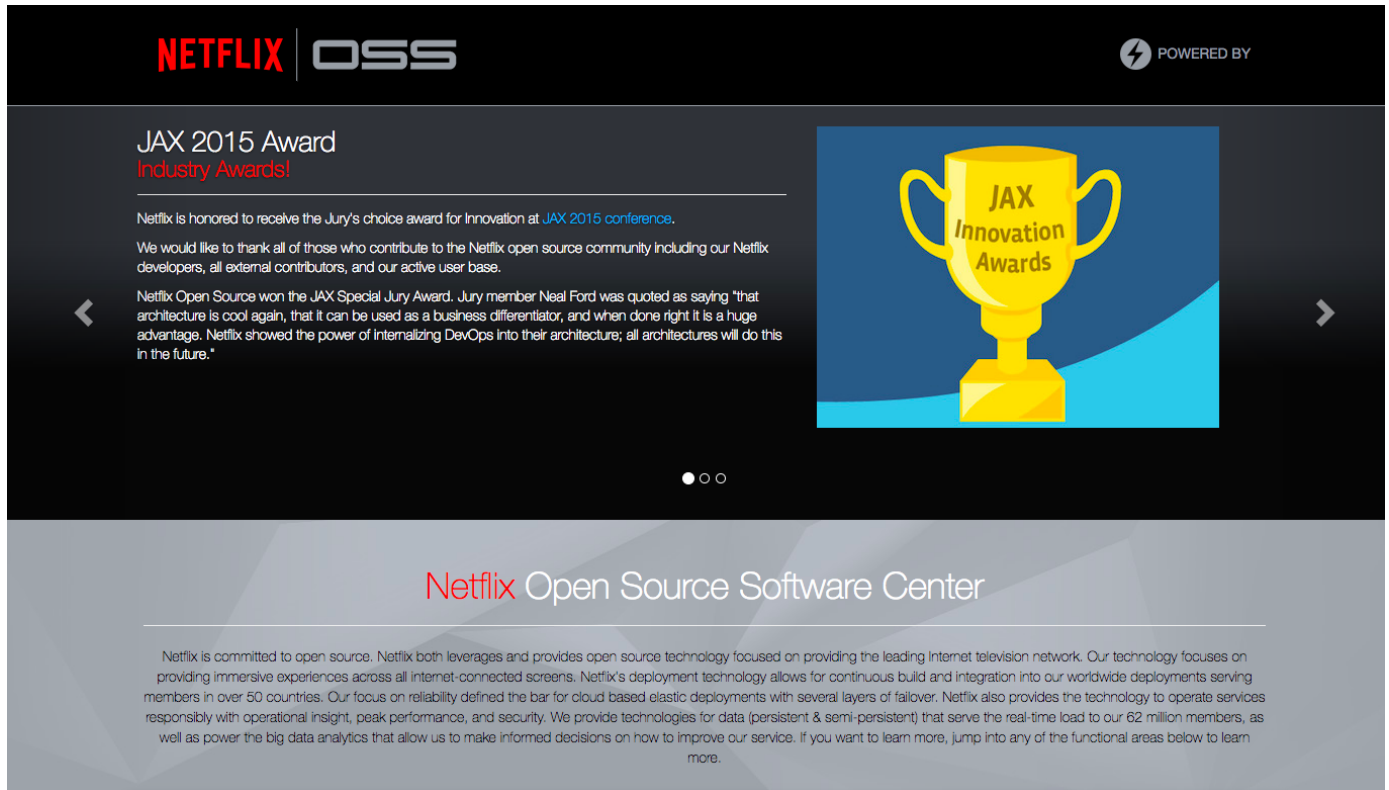 NETFLIX OSS
POWERED BY
JAX 2015 Award
Industry Awards!
Netflix is honored to receive the Jury's choice award for Innovation at JAX 2015 conference.
We would like to thank all of those who contribute to the Netflix open source community including our Netflix
developers, all external contributors, and our active user base.
Netflix Open Source won the JAX Special Jury Award. Jury member Neal Ford was quoted as saying "that
architecture is cool again, that it can be used as a business differentiator, and when done right it is a huge
advantage. Netflix showed the power of internalizing DevOps into their architecture; all architectures will do this
in the future."
JAX
Innovation
Awards
Netflix Open Source Software Center
Netflix is committed to open source. Netflix both leverages and provides open source technology focused on providing the leading Internet television network. Our technology focuses on
providing immersive experiences across all internet-connected screens. Netflix's deployment technology allows for continuous build and integration into our worldwide deployments serving
members in over 50 countries. Our focus on reliability defined the bar for cloud based elastic deployments with several layers of failover. Netflix also provides the technology to operate services
responsibly with operational insight, peak performance, and security. We provide technologies for data (persistent & semi-persistent) that serve the real-time load to our 62 million members, as
well as power the big data analytics that allow us to make informed decisions on how to improve our service. If you want to learn more, jump into any of the functional areas below to learn
more.